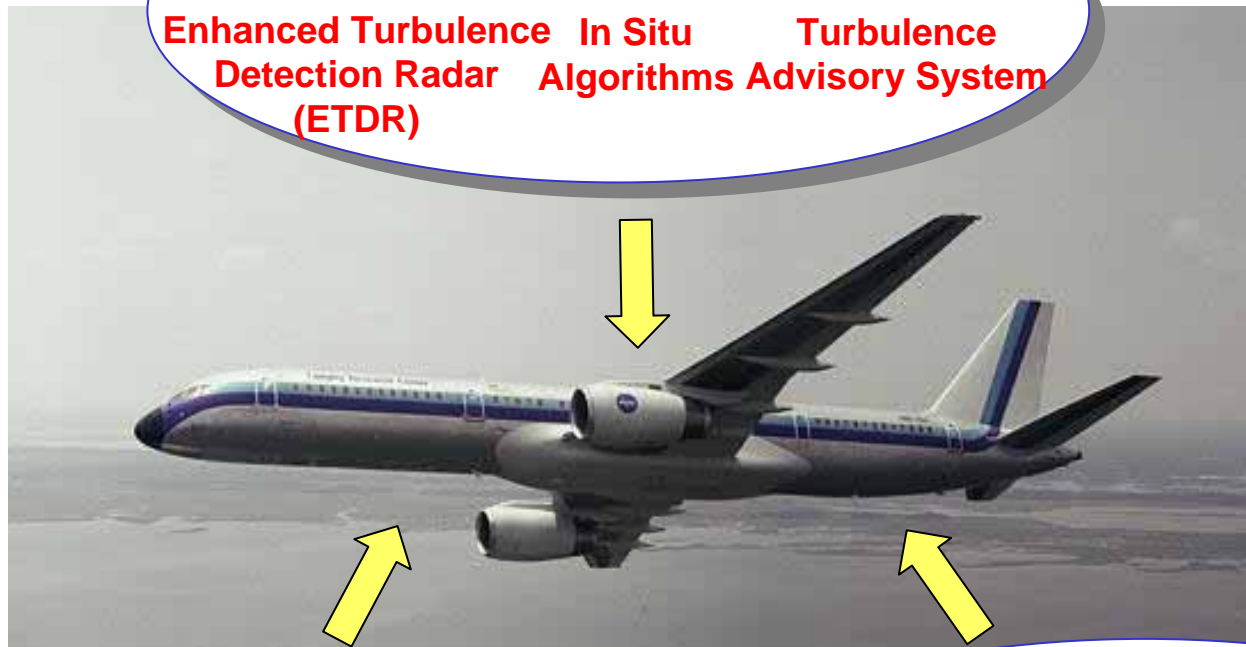 Enhanced Turbulence In Situ Turbulence
Detection Radar Algorithms Advisory System
(ETDR)